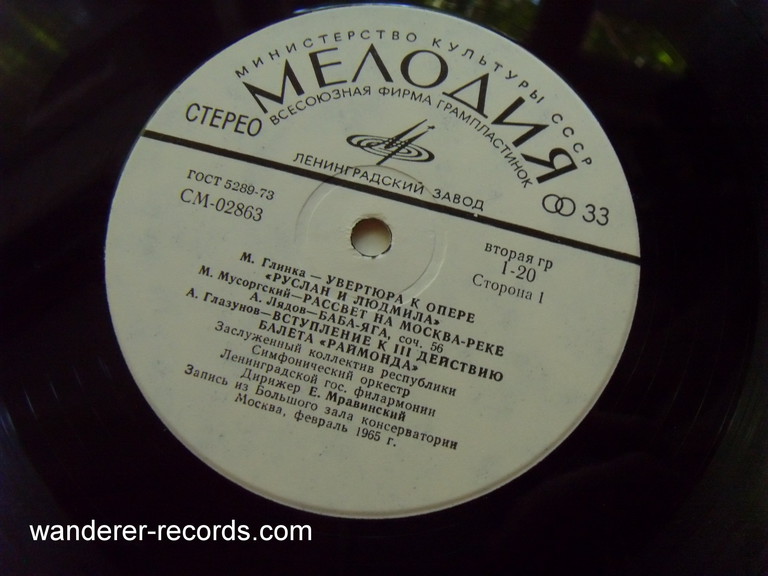 МИНИСТЕРСТВО КУЛЬТУРЫ СССР
МЕЛОДИЯ
ВСЕСОЮЗНАЯ ФИРМА ГРАМПЛАСТИНОК
СТЕРЕО
ЛЕНИНГРАДСКИЙ ЗАВОД
33
ГОСТ 5289-73
СМ-02863
вторая гр
1-20
Сторона 1
М. Глинка — УВЕРТЮРА К ОПЕРЕ
«РУСЛАН И ЛЮДМИЛА»
М. Мусоргский—РАССВЕТ НА МОСКВА-РЕКЕ
А. Лядов—БАБА-ЯГА, соч. 56
А. Глазунов—ВСТУПЛЕНИЕ К III ДЕЙСТВИЮ
БАЛЕТА «РАЙМОНДА»
Заслуженный коллектив Республики
Симфонический оркестр
Ленинградской гос. филармонии
Дирижер Е. Мравинский
Запись из Большого зала консерватории
Москва, февраль 1965 г.
wanderer-records.com